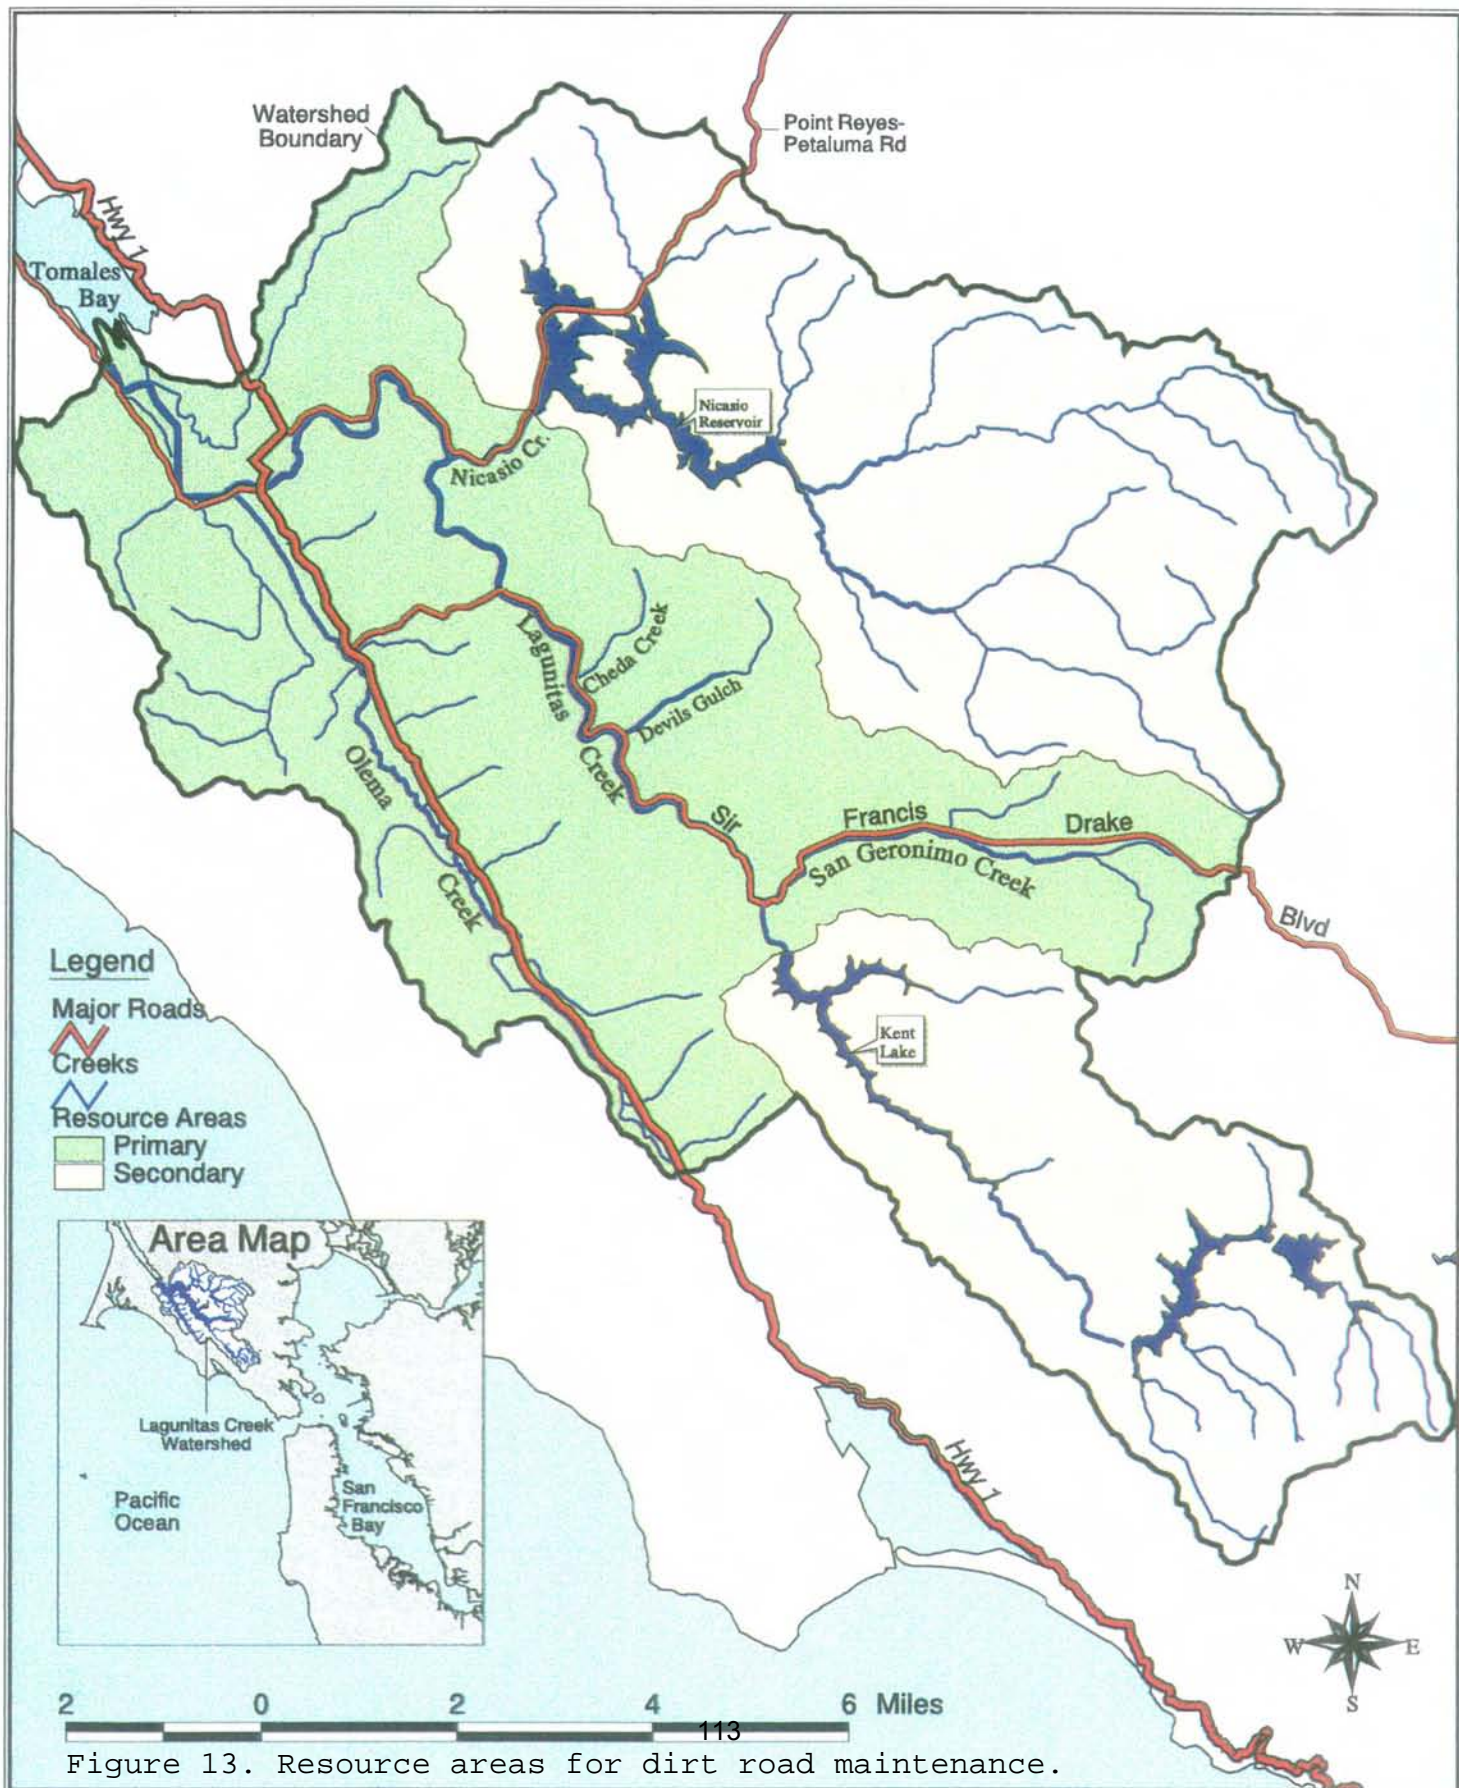 Watershed
Boundary
Point Reyes-
Petaluma Rd
Hwy 1
Tomales
Bay
Nicasio
Reservoir
Nicasio Cr.
Lagunitas
Creek
Cheda Creek
Devils Gulch
Olema
Creek
Sir
Francis
Drake
Blvd
San Geronimo Creek
Kent
Lake
Legend
Major Roads
Creeks
Resource Areas
Primary
Secondary
Area Map
Lagunitas Creek
Watershed
Pacific
Ocean
San
Francisco
Bay
Hwy 1
N
W
E
S
2 0 2 4 6 Miles
113
Figure 13. Resource areas for dirt road maintenance.